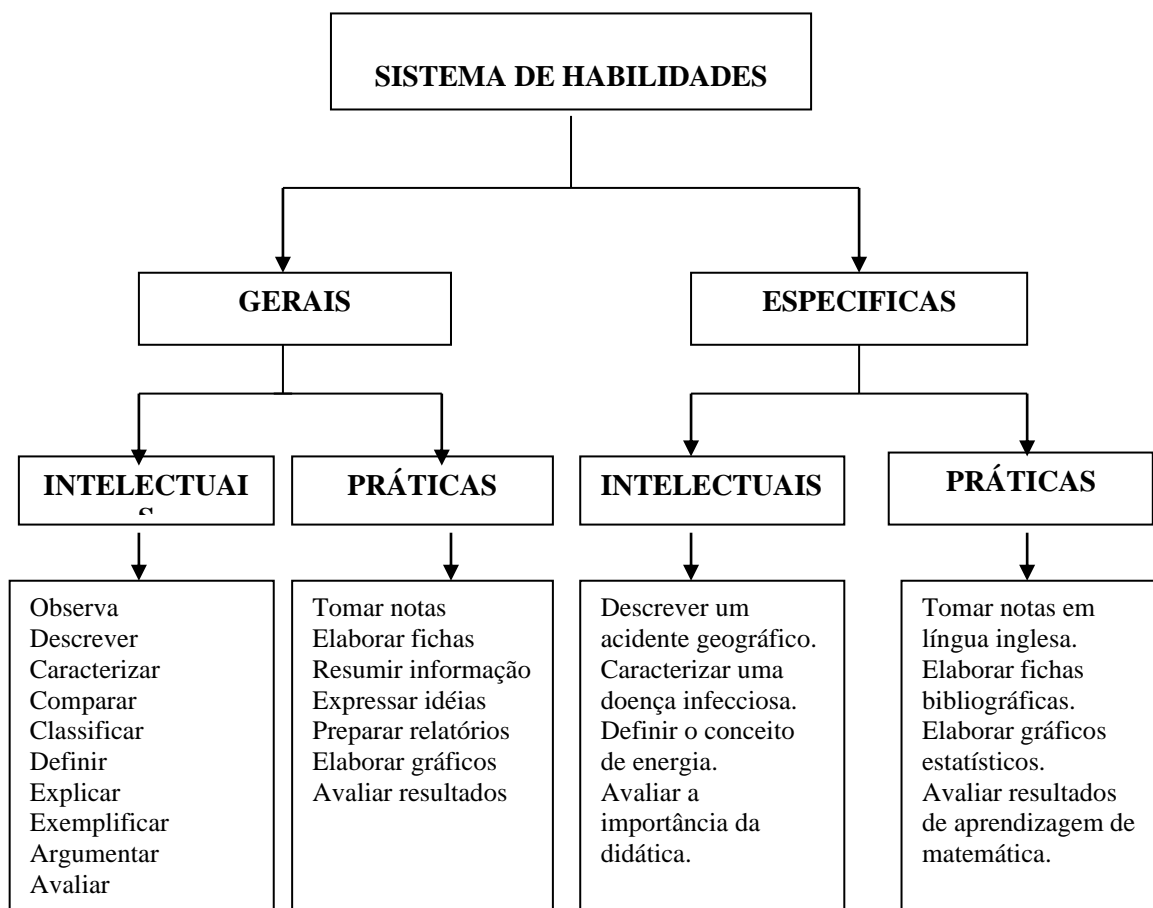 SISTEMA DE HABILIDADES
GERAIS
ESPECIFICAS
INTELECTUAI
S
PRÁTICAS
INTELECTUAIS
PRÁTICAS
Observa
Descrever
Caracterizar
Comparar
Classificar
Definir
Explicar
Exemplificar
Argumentar
Avaliar
Tomar notas
Elaborar fichas
Resumir informação
Expressar idéias
Preparar relatórios
Elaborar gráficos
Avaliar resultados
Descrever um
acidente geográfico.
Caracterizar uma
doença infecciosa.
Definir o conceito
de energia.
Avaliar a
importância da
didática.
Tomar notas em
língua inglesa.
Elaborar fichas
bibliográficas.
Elaborar gráficos
estatísticos.
Avaliar resultados
de aprendizagem de
matemática.